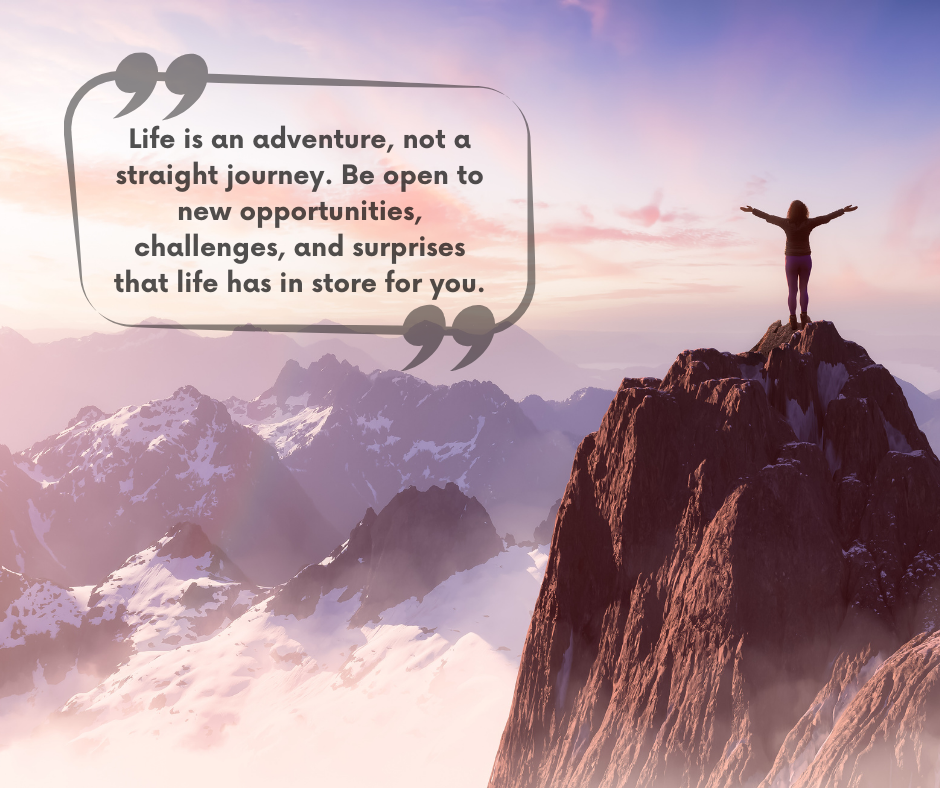 Life is an adventure, not a
straight journey. Be open to
new opportunities,
challenges, and surprises
that life has in store for you.